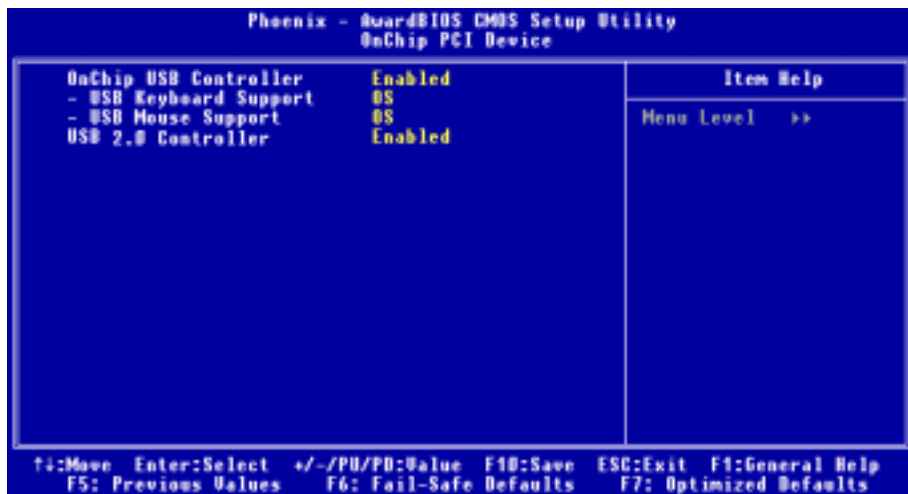 Phoenix - AwardBIOS CMOS Setup Utility
OnChip PCI Device
OnChip USB Controller Enabled
- USB Keyboard Support OS
- USB Mouse Support OS
USB 2.0 Controller Enabled
Item Help
Menu Level ▸▸
↑↓:Move Enter:Select +/-/PU/PD:Value F10:Save ESC:Exit F1:General Help
F5: Previous Values F6: Fail-Safe Defaults F7: Optimized Defaults